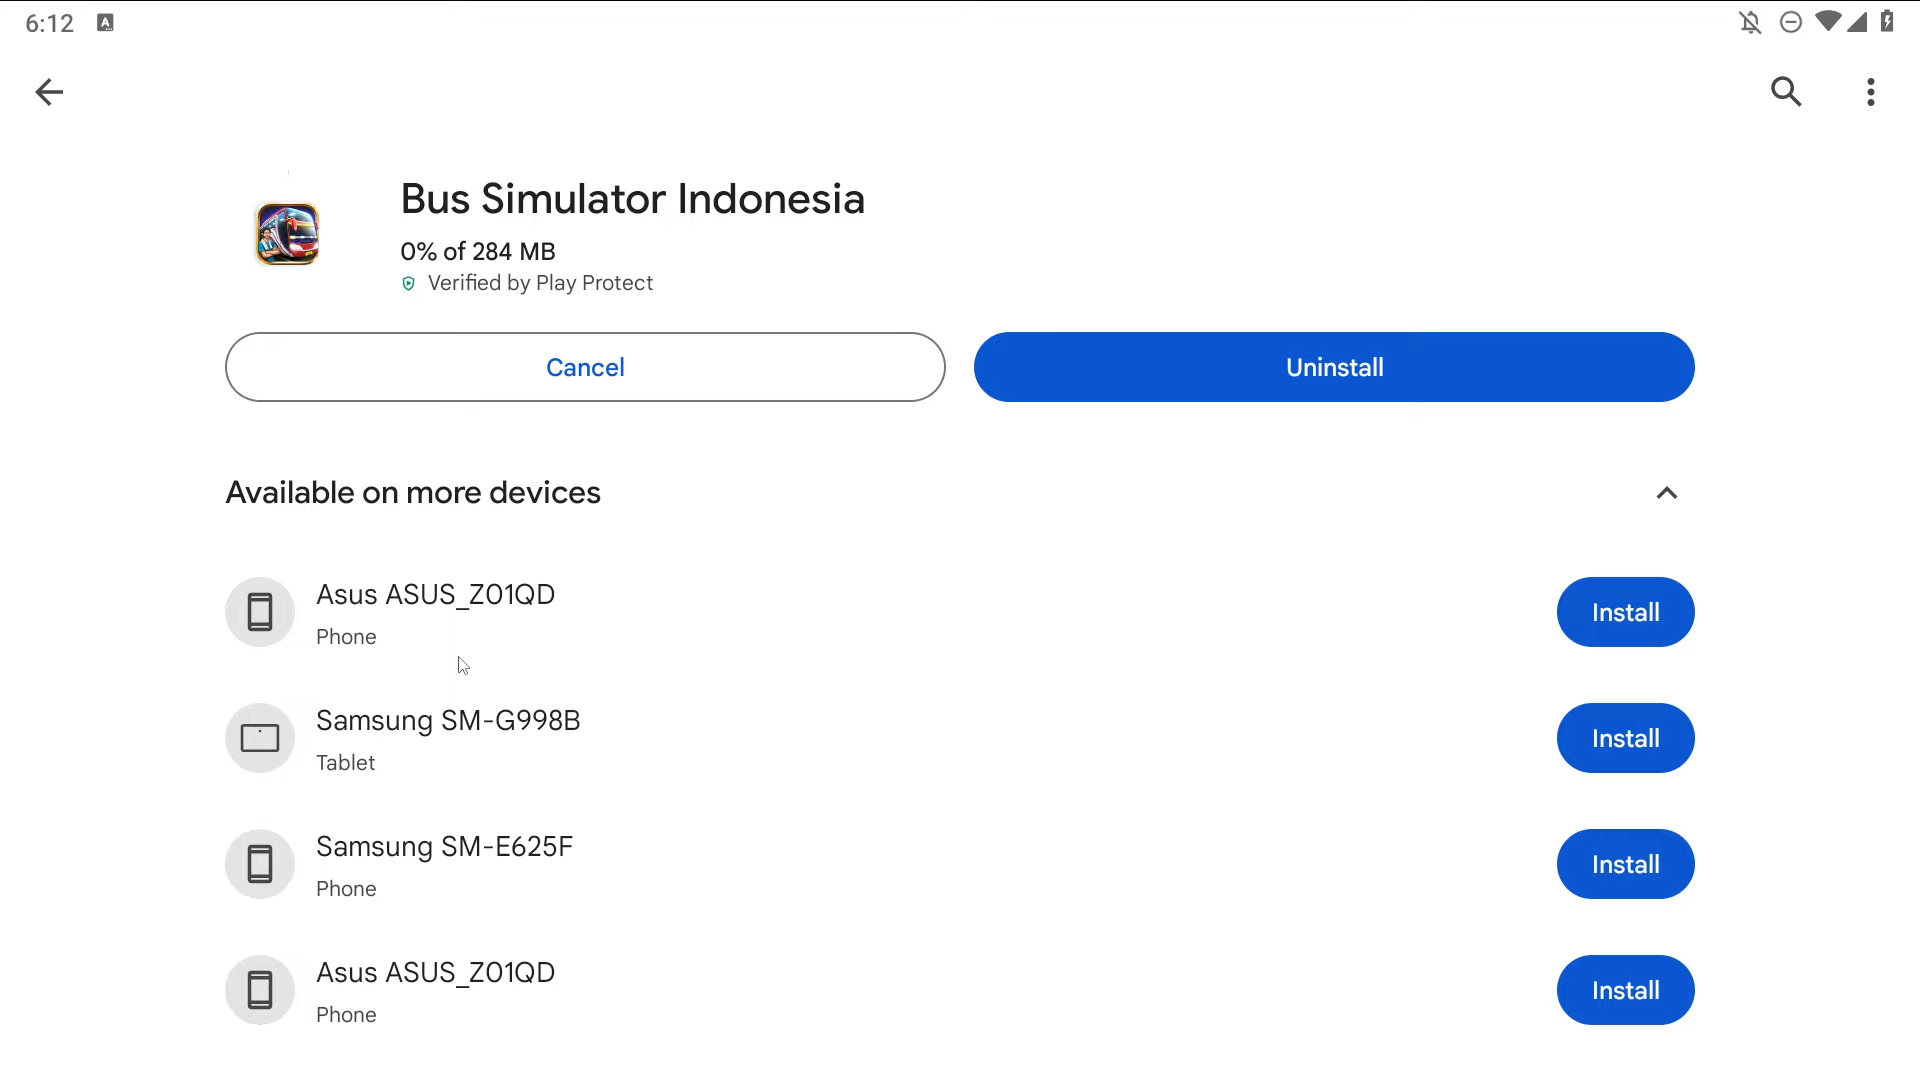 6:12
A
Bus Simulator Indonesia
0% of 284 MB
Verified by Play Protect
Cancel
Uninstall
Available on more devices
Asus ASUS_Z01QD
Phone
Install
Samsung SM-G998B
Tablet
Install
Samsung SM-E625F
Phone
Install
Asus ASUS_Z01QD
Phone
Install